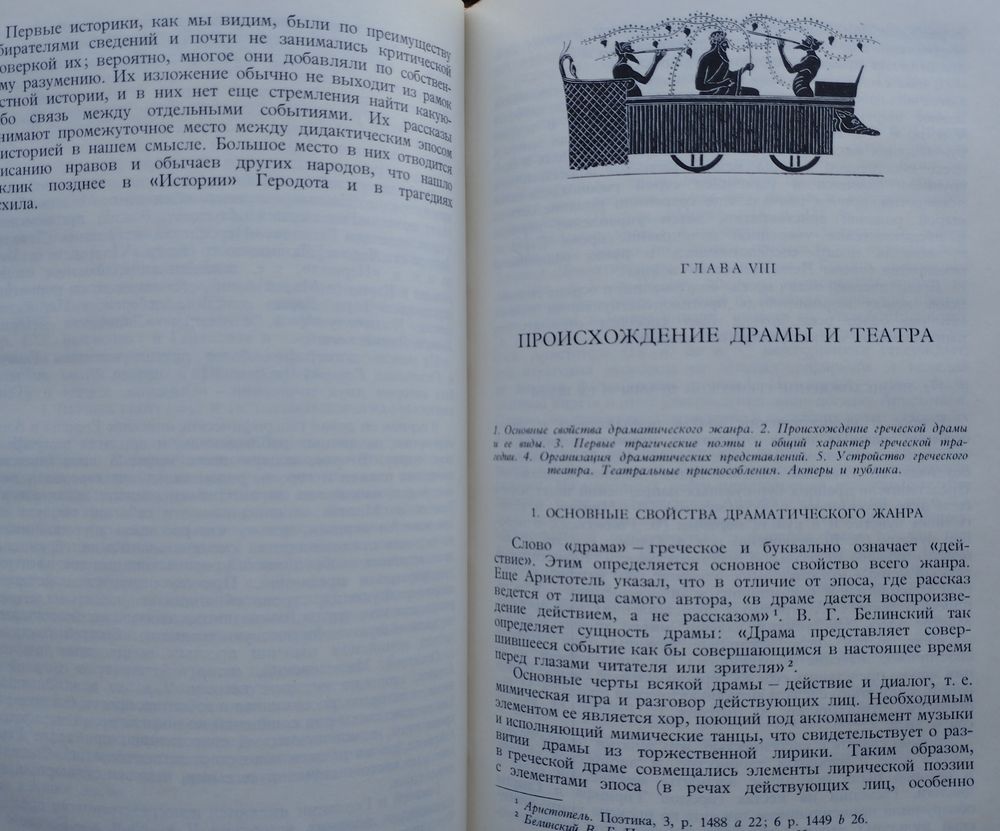 Первые историки, как мы видим, были по преимуществу
бирателями сведений и почти не занимались критической
оверкой их; вероятно, многое они добавляли по собствен-
му разумению. Их изложение обычно не выходит из рамок
стной истории, и в них нет еще стремления найти какую-
бо связь между отдельными событиями. Их рассказы
нимают промежуточное место между дидактическим эпосом
историей в нашем смысле. Большое место в них отводится
исанию нравов и обычаев других народов, что нашло
клик позднее в «Истории» Геродота и в трагедиях
схила.
ГЛАВА VIII
ПРОИСХОЖДЕНИЕ ДРАМЫ И ТЕАТРА
1. Основные свойства драматического жанра. 2. Происхождение греческой драмы
и ее виды. 3. Первые трагические поэты и общий характер греческой тра-
гедии. 4. Организация драматических представлений. 5. Устройство греческого
театра. Театральные приспособления. Актеры и публика.
1. ОСНОВНЫЕ СВОЙСТВА ДРАМАТИЧЕСКОГО ЖАНРА
Слово «драма» – греческое и буквально означает «дей-
ствие». Этим определяется основное свойство всего жанра.
Еще Аристотель указал, что в отличие от эпоса, где рассказ
ведется от лица самого автора, «в драме дается воспроизве-
дение действием, а не рассказом»¹. В. Г. Белинский так
определяет сущность драмы: «Драма представляет совер-
шившееся событие как бы совершающимся в настоящее время
перед глазами читателя или зрителя»².
Основные черты всякой драмы – действие и диалог, т. е.
мимическая игра и разговор действующих лиц. Необходимым
элементом ее является хор, поющий под аккомпанемент музыки
и исполняющий мимические танцы, что свидетельствует о раз-
витии драмы из торжественной лирики. Таким образом,
в греческой драме совмещались элементы лирической поэзии
с элементами эпоса (в речах действующих лиц, особенно
¹ Аристотель. Поэтика, 3, p. 1488 a 22; 6 p. 1449 b 26.
² Белинский В. Г.